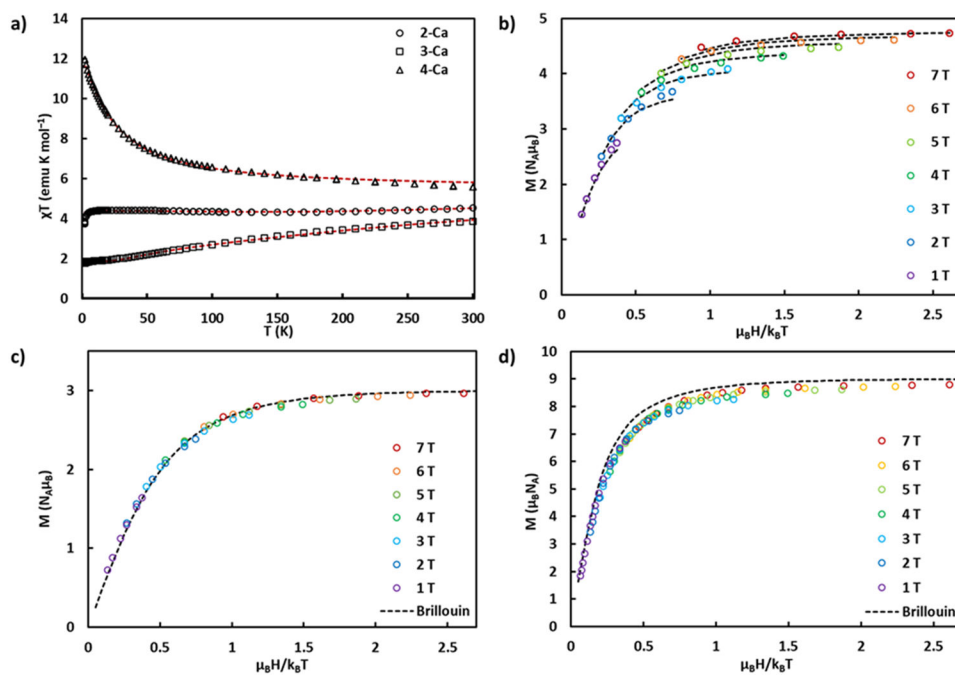 a)
14
12
10
8
6
4
2
0
χT (emu K mol⁻¹)
0 50 100 150 200 250 300
T (K)
2-Ca
3-Ca
4-Ca
b)
5
4
3
2
1
0
M (NAμB)
0 0.5 1 1.5 2 2.5
μBH/kBT
7 T
6 T
5 T
4 T
3 T
2 T
1 T
c)
3
2
1
0
M (NAμB)
0 0.5 1 1.5 2 2.5
μBH/kBT
7 T
6 T
5 T
4 T
3 T
2 T
1 T
Brillouin
d)
10
9
8
7
6
5
4
3
2
1
0
M (μBNA)
0 0.5 1 1.5 2 2.5
μBH/kBT
7 T
6 T
5 T
4 T
3 T
2 T
1 T
Brillouin